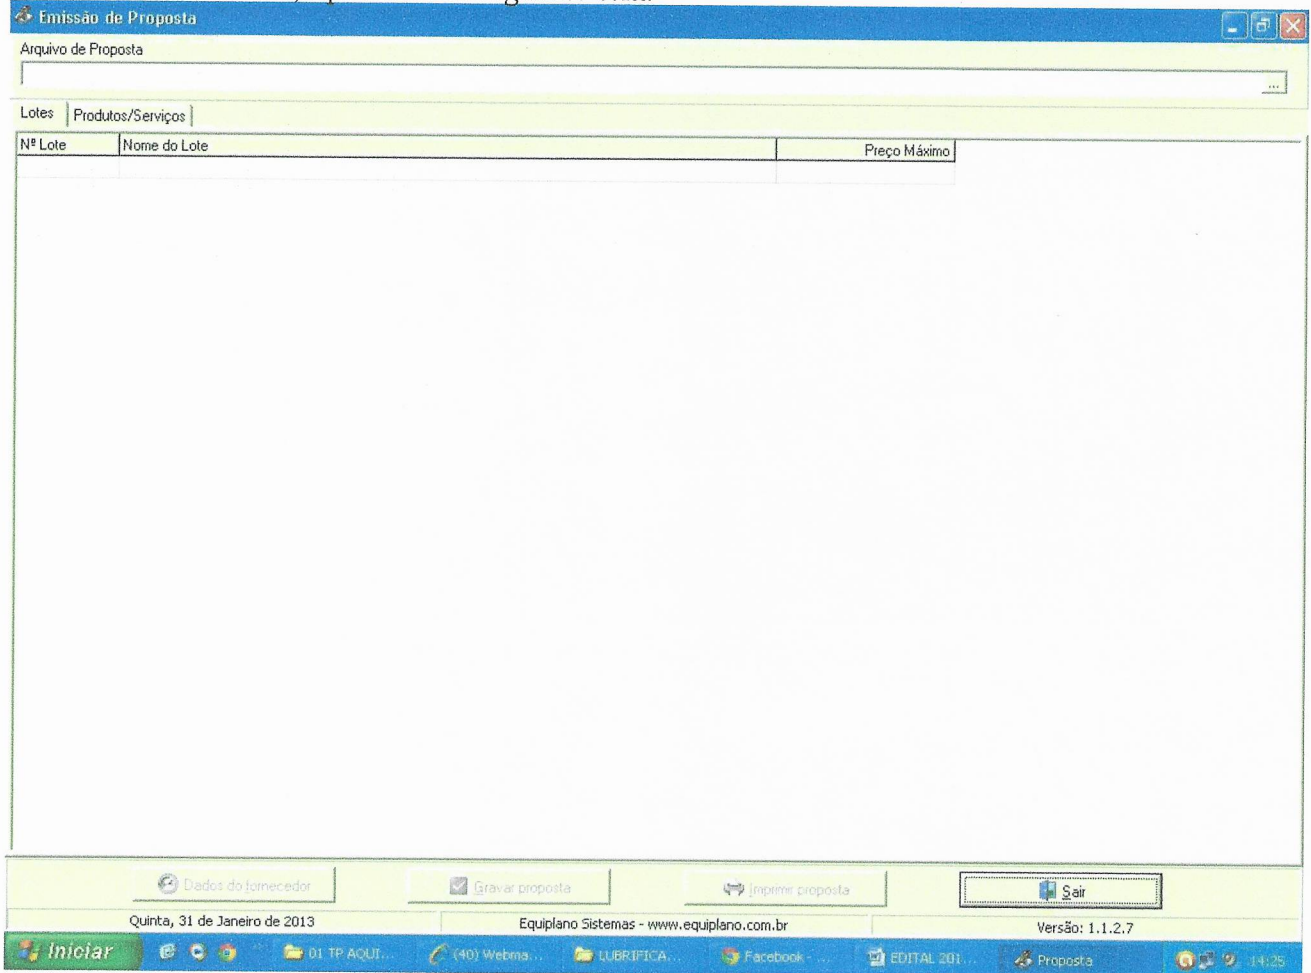 Emissão de Proposta
Arquivo de Proposta
...
Lotes Produtos/Serviços
Nº Lote Nome do Lote Preço Máximo
Dados do fornecedor Gravar proposta Imprimir proposta Sair
Quinta, 31 de Janeiro de 2013 Equiplano Sistemas - www.equiplano.com.br Versão: 1.1.2.7
Iniciar 01 TP AQUI... (40) Webma... LUBRIFICA... Facebook - ... EDITAL 201... Proposta 14:25